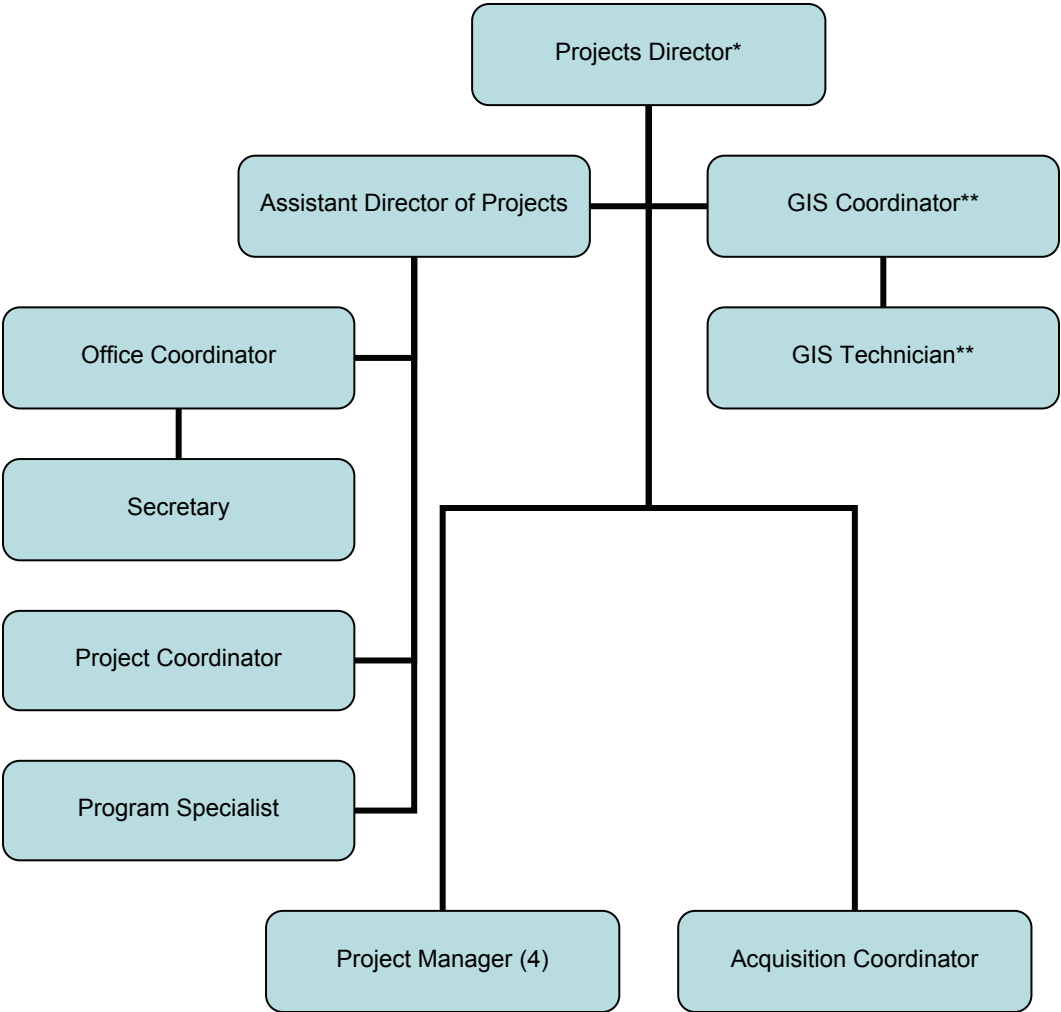 Projects Director*
Assistant Director of Projects
GIS Coordinator**
Office Coordinator
GIS Technician**
Secretary
Project Coordinator
Program Specialist
Project Manager (4)
Acquisition Coordinator